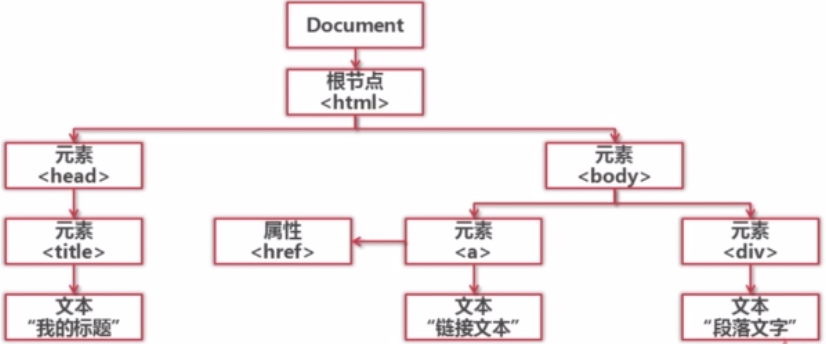 Document
根节点
<html>
元素
<head>
元素
<body>
元素
<title>
属性
<href>
元素
<a>
元素
<div>
文本
“我的标题”
文本
“链接文本”
文本
“段落文字”